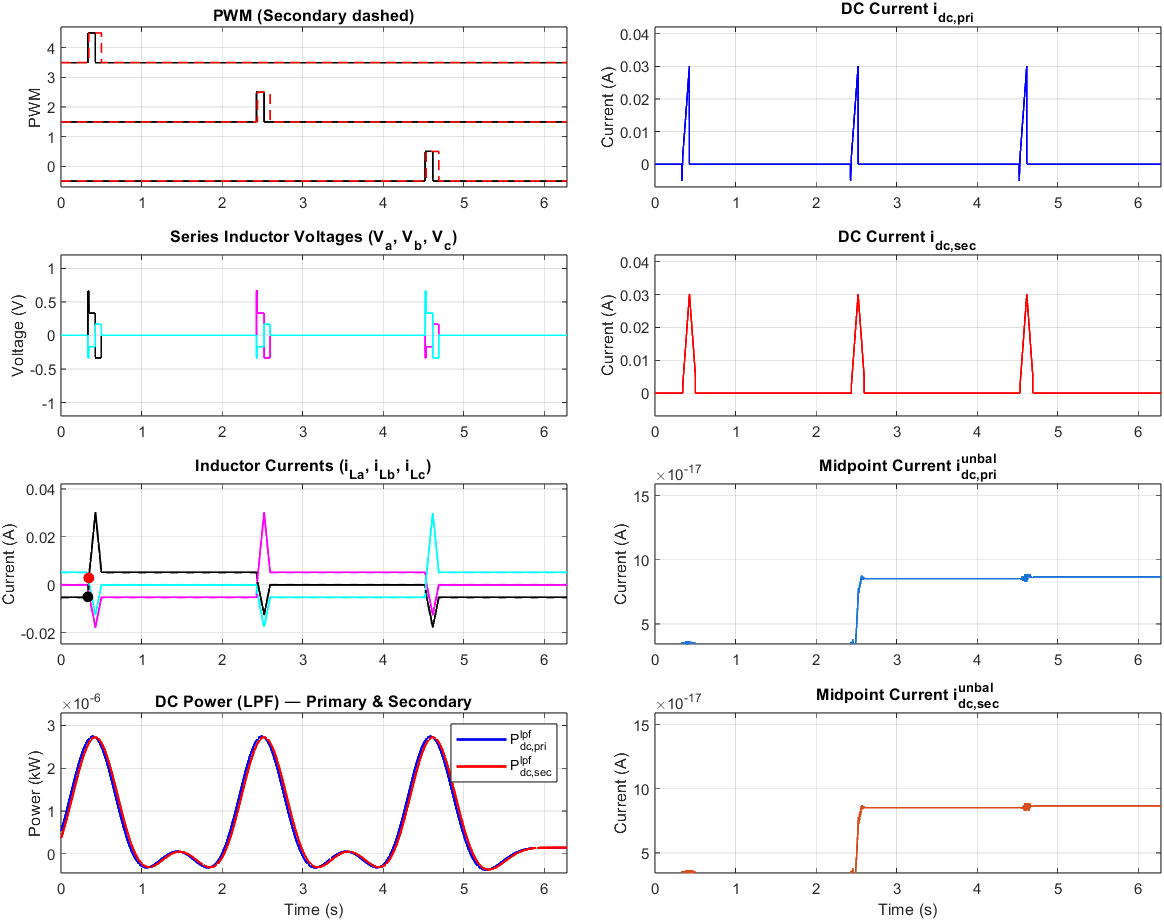 PWM (Secondary dashed)
PWM
4
3
2
1
0
0 1 2 3 4 5 6
DC Current i_dc,pri
Current (A)
0.04
0.03
0.02
0.01
0
0 1 2 3 4 5 6
Series Inductor Voltages (V_a, V_b, V_c)
Voltage (V)
1
0.5
0
-0.5
-1
0 1 2 3 4 5 6
DC Current i_dc,sec
Current (A)
0.04
0.03
0.02
0.01
0
0 1 2 3 4 5 6
Inductor Currents (i_La, i_Lb, i_Lc)
Current (A)
0.04
0.02
0
-0.02
0 1 2 3 4 5 6
Midpoint Current i^unbal_dc,pri
×10^-17
Current (A)
15
10
5
0 1 2 3 4 5 6
DC Power (LPF) — Primary & Secondary
×10^-6
Power (kW)
3
2
1
0
P^lpf_dc,pri
P^lpf_dc,sec
0 1 2 3 4 5 6
Time (s)
Midpoint Current i^unbal_dc,sec
×10^-17
Current (A)
15
10
5
0 1 2 3 4 5 6
Time (s)